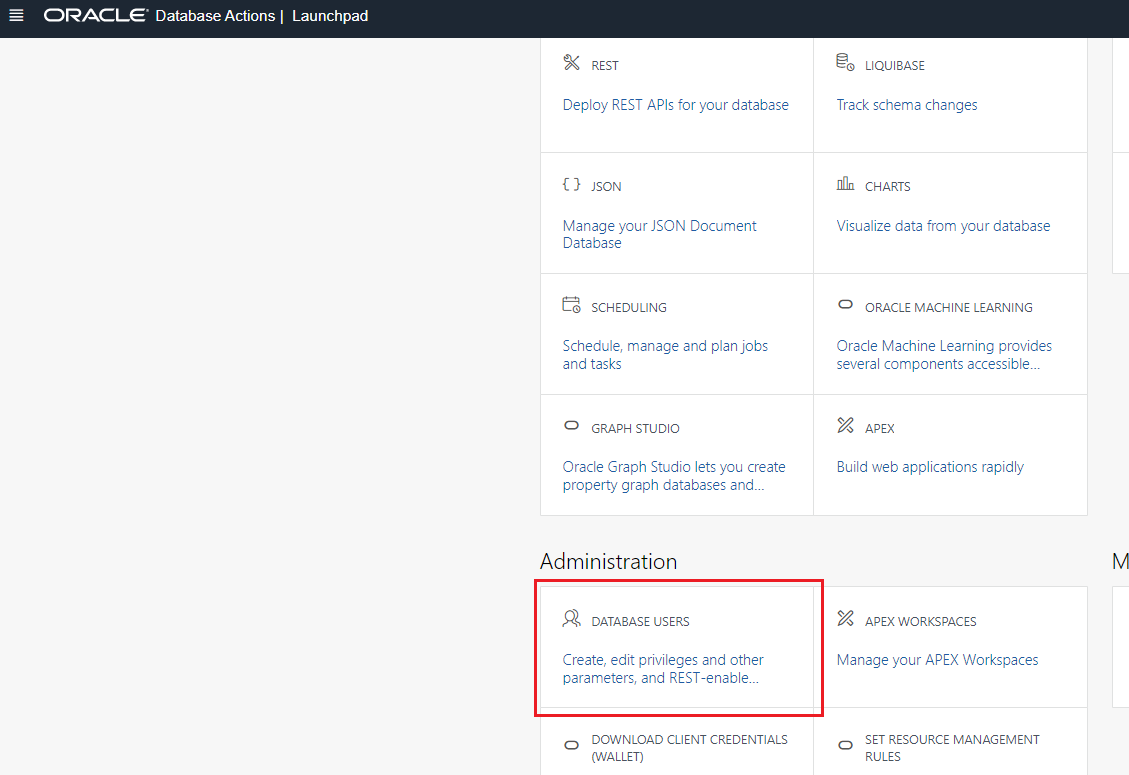 ORACLE Database Actions | Launchpad
REST
Deploy REST APIs for your database
LIQUIBASE
Track schema changes
{ } JSON
Manage your JSON Document
Database
CHARTS
Visualize data from your database
SCHEDULING
Schedule, manage and plan jobs
and tasks
ORACLE MACHINE LEARNING
Oracle Machine Learning provides
several components accessible...
GRAPH STUDIO
Oracle Graph Studio lets you create
property graph databases and...
APEX
Build web applications rapidly
Administration
M
DATABASE USERS
Create, edit privileges and other
parameters, and REST-enable...
APEX WORKSPACES
Manage your APEX Workspaces
DOWNLOAD CLIENT CREDENTIALS
(WALLET)
SET RESOURCE MANAGEMENT
RULES